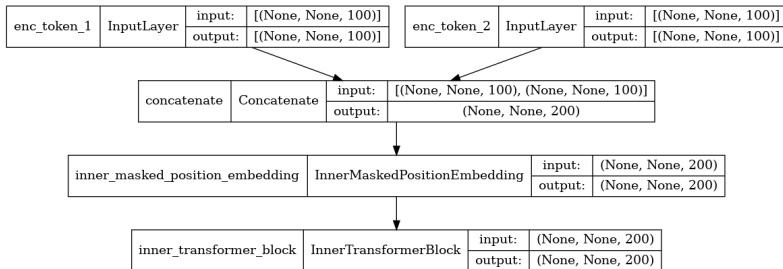 enc_token_1 InputLayer input: [(None, None, 100)] enc_token_2 InputLayer input: [(None, None, 100)]
output: [(None, None, 100)] output: [(None, None, 100)]
concatenate Concatenate input: [(None, None, 100), (None, None, 100)]
output: (None, None, 200)
inner_masked_position_embedding InnerMaskedPositionEmbedding input: (None, None, 200)
output: (None, None, 200)
inner_transformer_block InnerTransformerBlock input: (None, None, 200)
output: (None, None, 200)